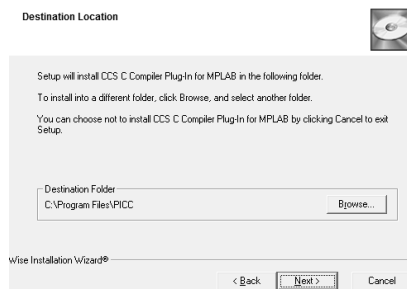 Destination Location
Setup will install CCS C Compiler Plug-In for MPLAB in the following folder.
To install into a different folder, click Browse, and select another folder.
You can choose not to install CCS C Compiler Plug-In for MPLAB by clicking Cancel to exit
Setup.
Destination Folder
C:\Program Files\PICC
Browse...
Wise Installation Wizard®
< Back
Next >
Cancel